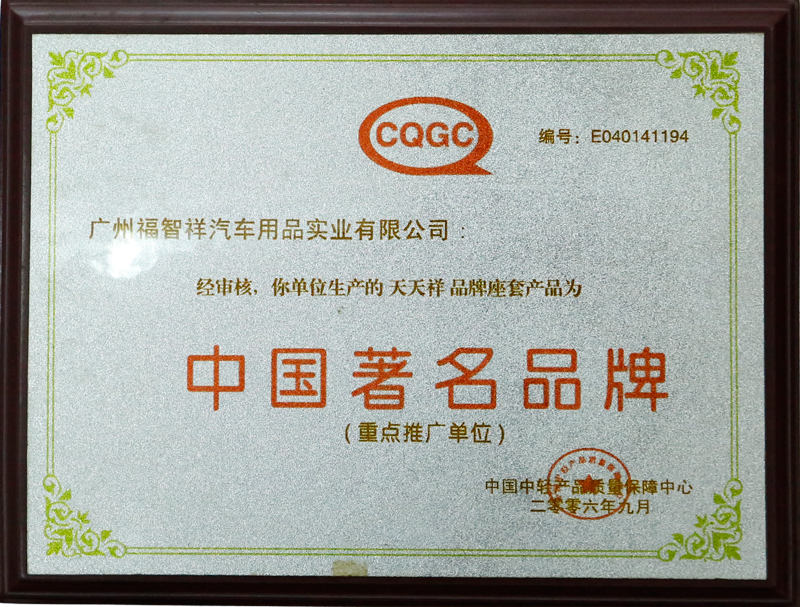 CQGC
编号：E040141194
广州福智祥汽车用品实业有限公司：
经审核，你单位生产的 天天祥 品牌座套产品为
中国著名品牌
（重点推广单位）
中国中轻产品质量保障中心
二零零六年九月